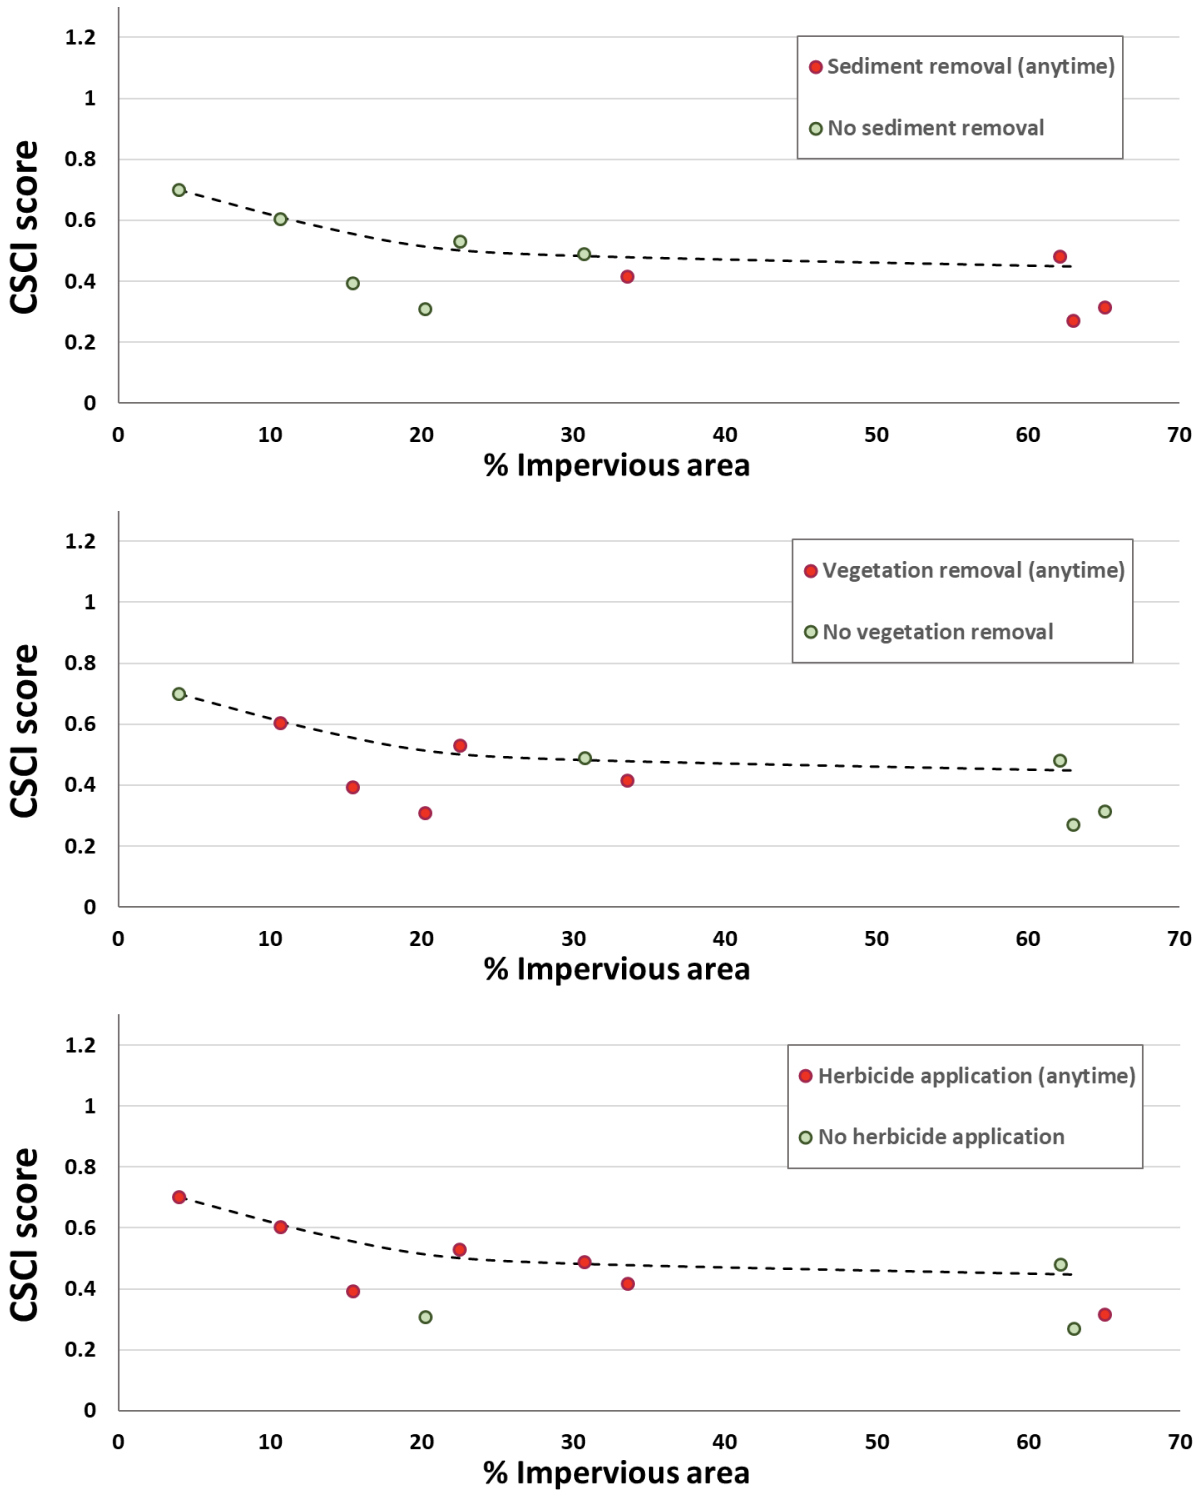 1.2
Sediment removal (anytime)
1
No sediment removal
0.8
0.6
0.4
0.2
0
CSCI score
0 10 20 30 40 50 60 70
% Impervious area
1.2
Vegetation removal (anytime)
1
No vegetation removal
0.8
0.6
0.4
0.2
0
CSCI score
0 10 20 30 40 50 60 70
% Impervious area
1.2
Herbicide application (anytime)
1
No herbicide application
0.8
0.6
0.4
0.2
0
CSCI score
0 10 20 30 40 50 60 70
% Impervious area